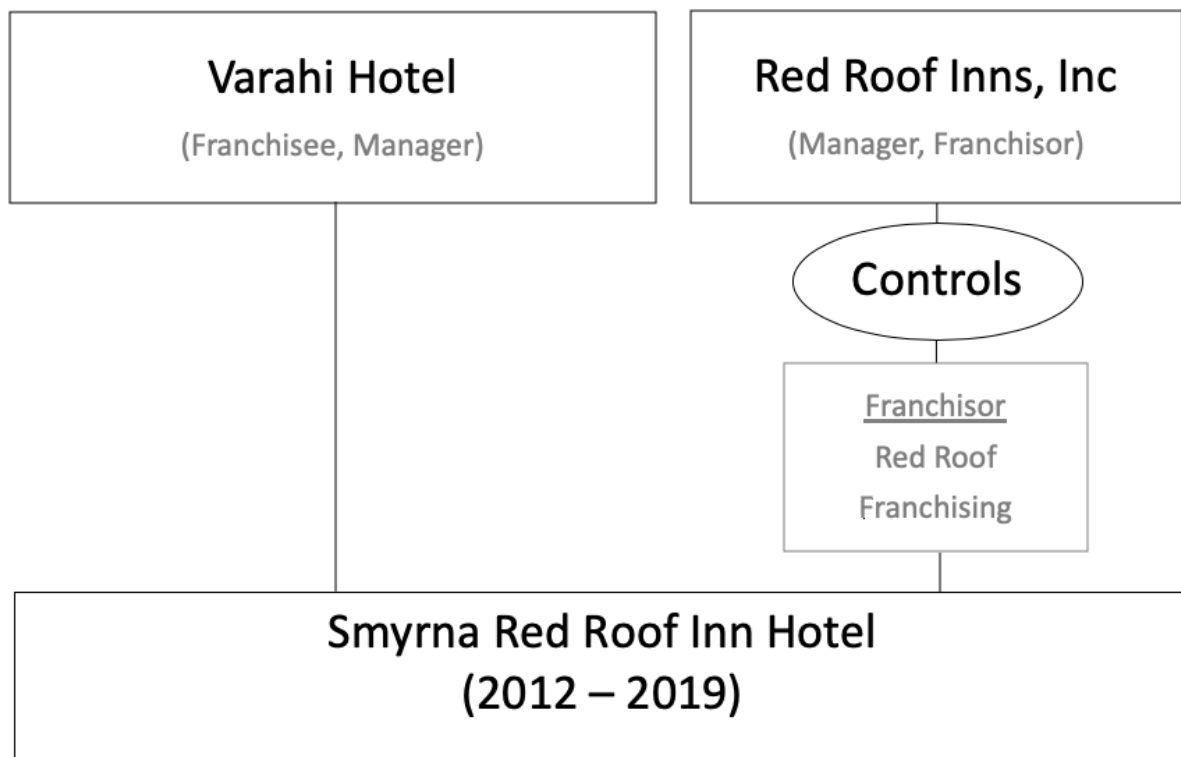 Varahi Hotel
(Franchisee, Manager)
Red Roof Inns, Inc
(Manager, Franchisor)
Controls
Franchisor
Red Roof
Franchising
Smyrna Red Roof Inn Hotel
(2012 – 2019)